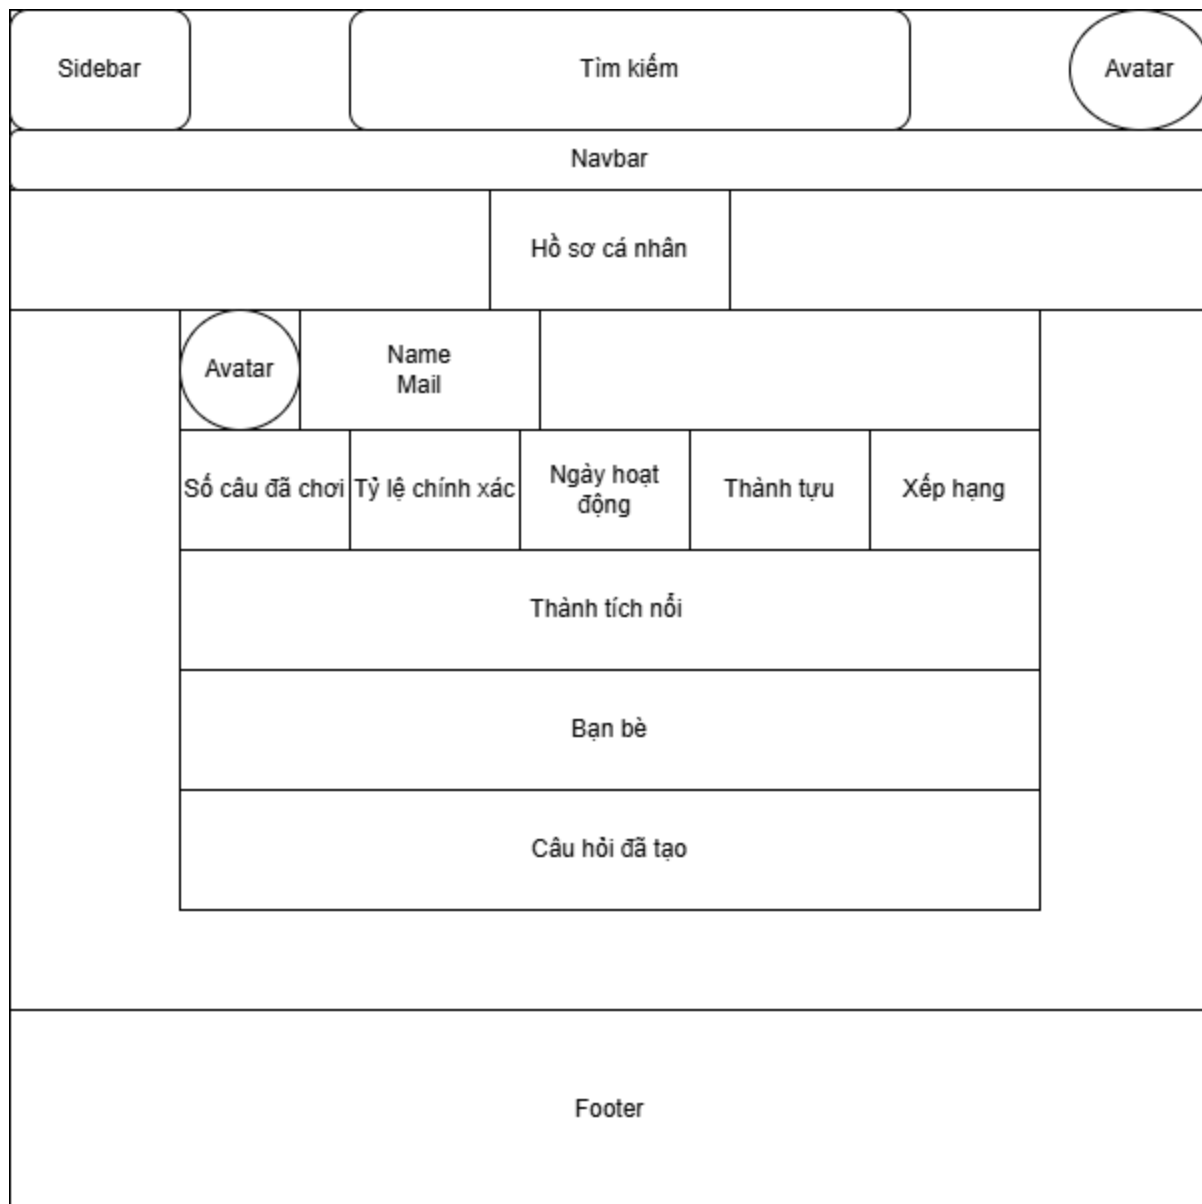 Sidebar
Tìm kiếm
Avatar
Navbar
Hồ sơ cá nhân
Avatar
Name
Mail
Số câu đã chơi
Tỷ lệ chính xác
Ngày hoạt
động
Thành tựu
Xếp hạng
Thành tích nổi
Bạn bè
Câu hỏi đã tạo
Footer